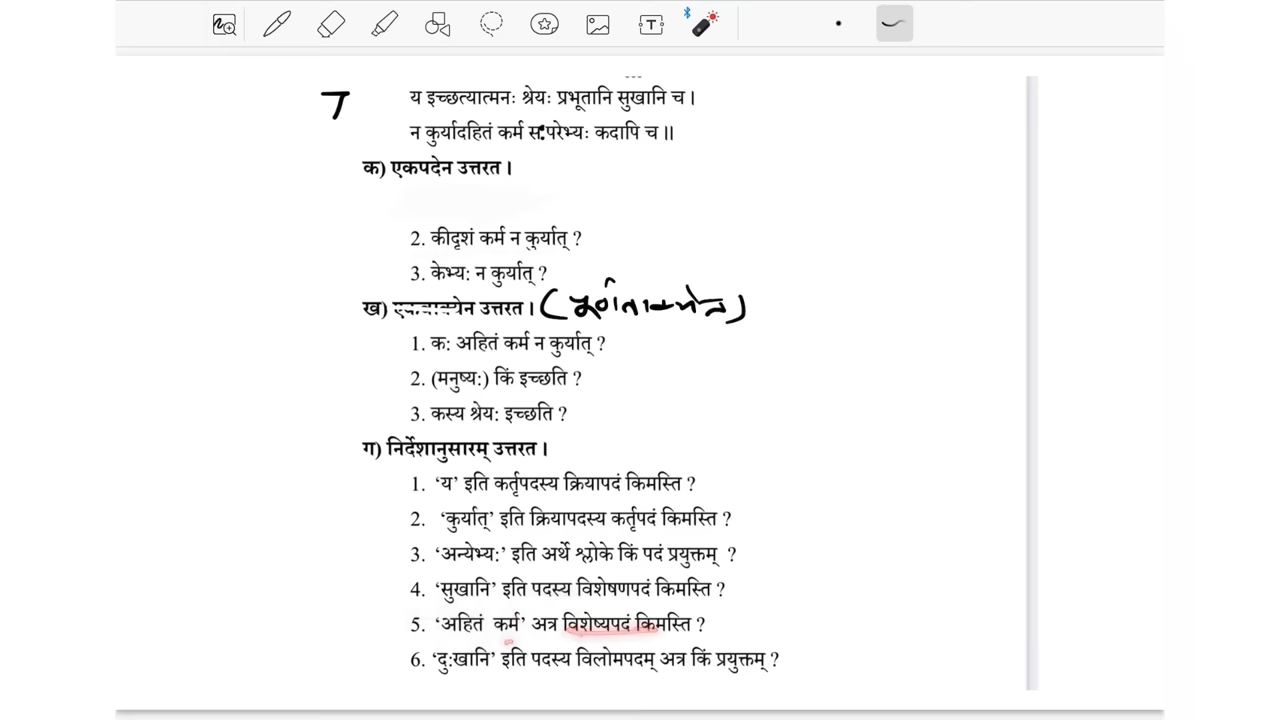 7 य इच्छत्यात्मनः श्रेयः प्रभूतानि सुखानि च ।
न कुर्यादहितं कर्म स:परेभ्यः कदापि च ॥
क) एकपदेन उत्तरत ।
2. कीदृशं कर्म न कुर्यात् ?
3. केभ्य: न कुर्यात् ?
ख) एकवाक्येन उत्तरत । (पूर्णवाक्येन)
1. क: अहितं कर्म न कुर्यात् ?
2. (मनुष्य:) किं इच्छति ?
3. कस्य श्रेय: इच्छति ?
ग) निर्देशानुसारम् उत्तरत ।
1. ‘य’ इति कर्तृपदस्य क्रियापदं किमस्ति ?
2. ‘कुर्यात्’ इति क्रियापदस्य कर्तृपदं किमस्ति ?
3. ‘अन्येभ्य:’ इति अर्थे श्लोके किं पदं प्रयुक्तम् ?
4. ‘सुखानि’ इति पदस्य विशेषणपदं किमस्ति ?
5. ‘अहितं कर्म’ अत्र विशेष्यपदं किमस्ति ?
6. ‘दु:खानि’ इति पदस्य विलोमपदम् अत्र किं प्रयुक्तम् ?